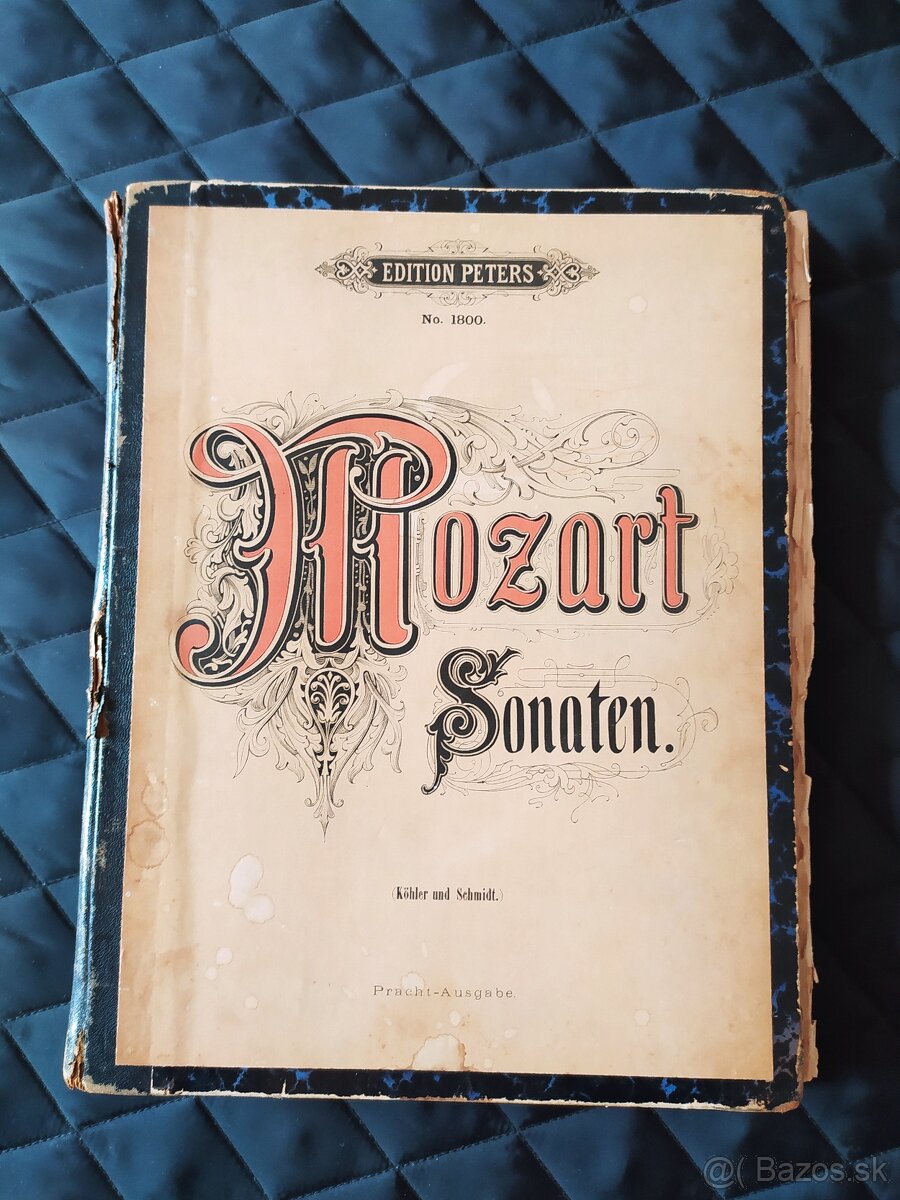 EDITION PETERS
No. 1800.
Mozart
Sonaten.
(Köhler und Schmidt.)
Pracht-Ausgabe.
@( Bazos.sk